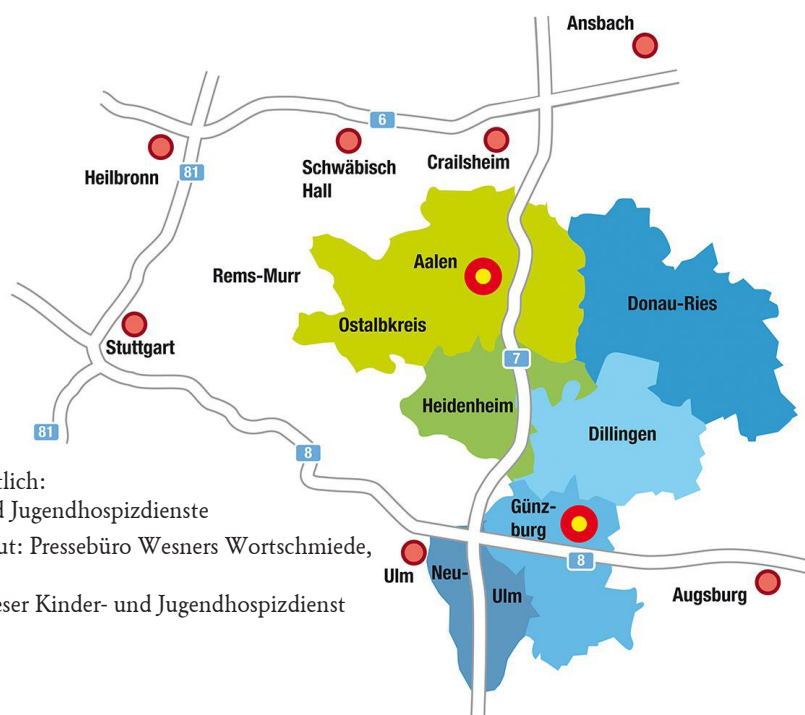 Ansbach
6
Heilbronn
81
Schwäbisch
Hall
Crailsheim
Rems-Murr
Aalen
Donau-Ries
Ostalbkreis
Stuttgart
7
Heidenheim
81
Dillingen
8
tlich:
d Jugendhospizdienste
Günz-
burg
ut: Pressebüro Wesners Wortschmiede,
8
Ulm
Neu-
Ulm
Augsburg
eser Kinder- und Jugendhospizdienst